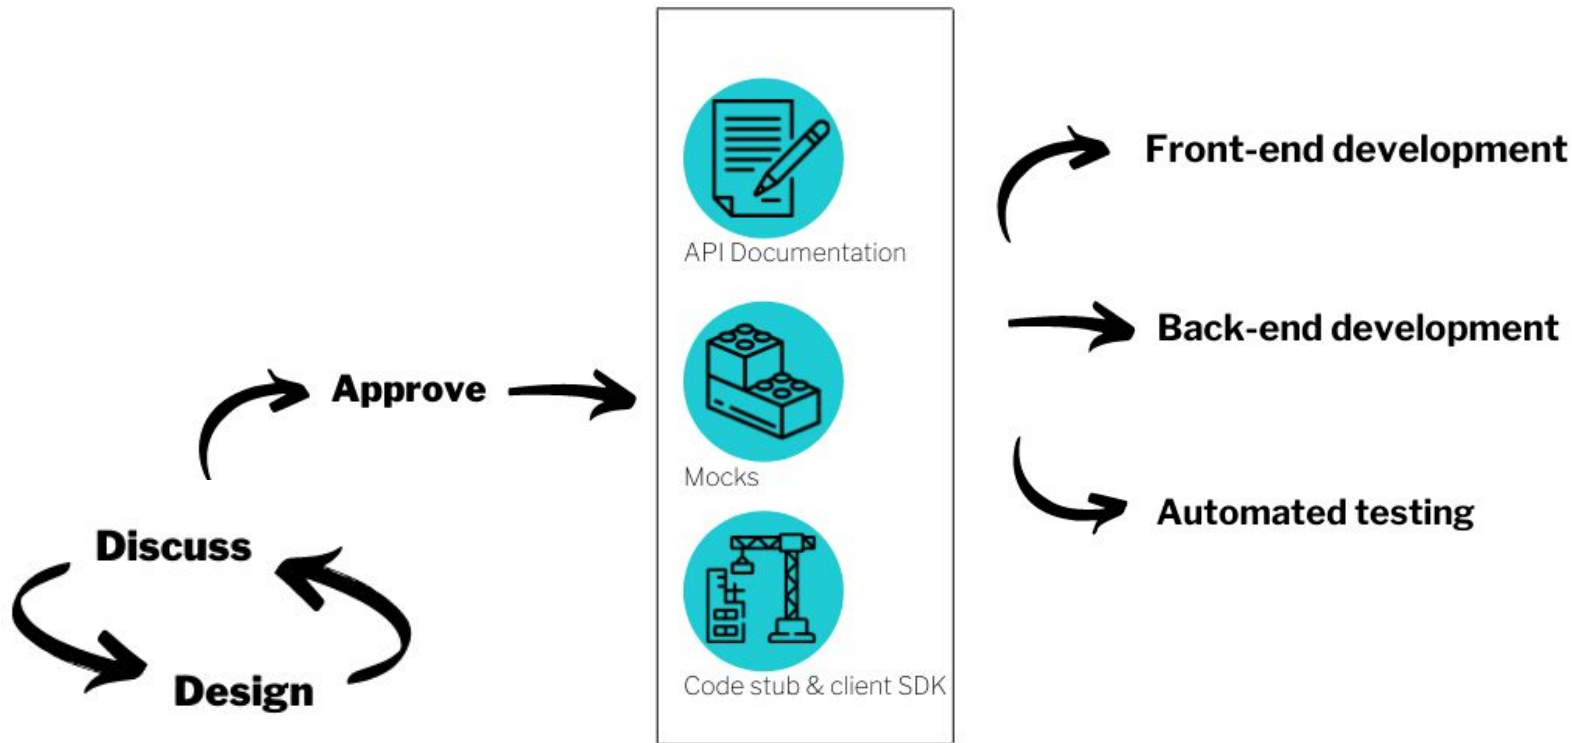 Discuss
Design
Approve
API Documentation
Mocks
Code stub & client SDK
Front-end development
Back-end development
Automated testing